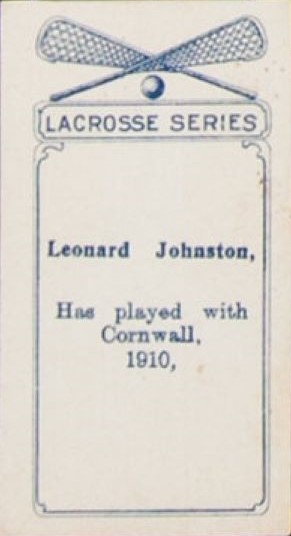 LACROSSE SERIES
Leonard Johnston,
Has played with
Cornwall,
1910,